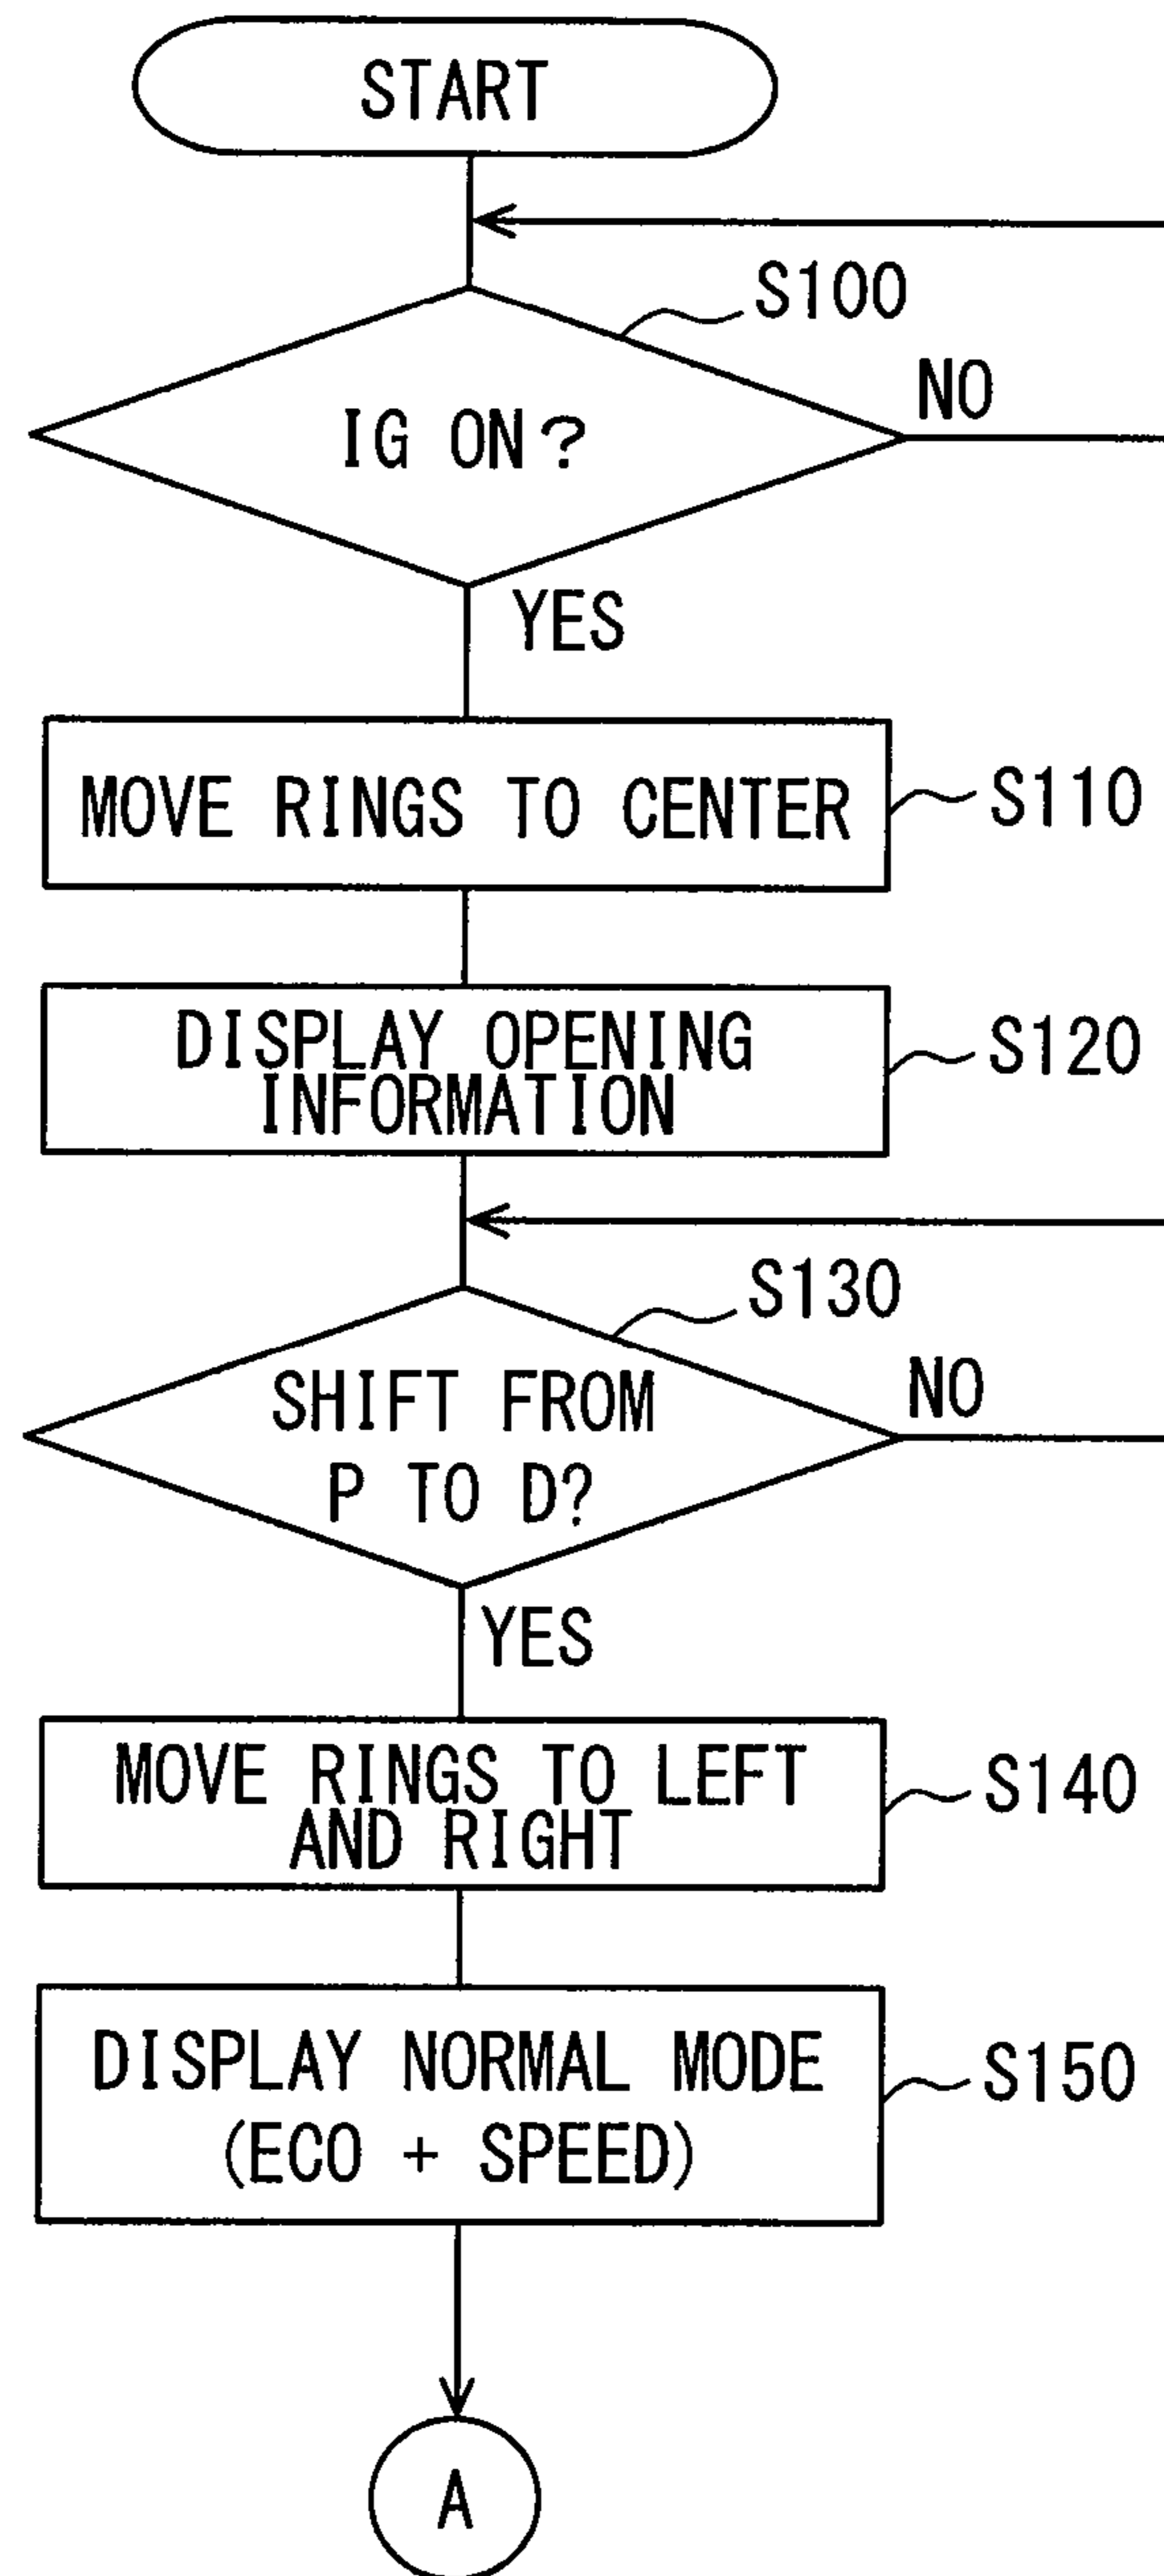 START
S100
IG ON?
NO
YES
MOVE RINGS TO CENTER
S110
DISPLAY OPENING
INFORMATION
S120
S130
SHIFT FROM
P TO D?
NO
YES
MOVE RINGS TO LEFT
AND RIGHT
S140
DISPLAY NORMAL MODE
(ECO + SPEED)
S150
A